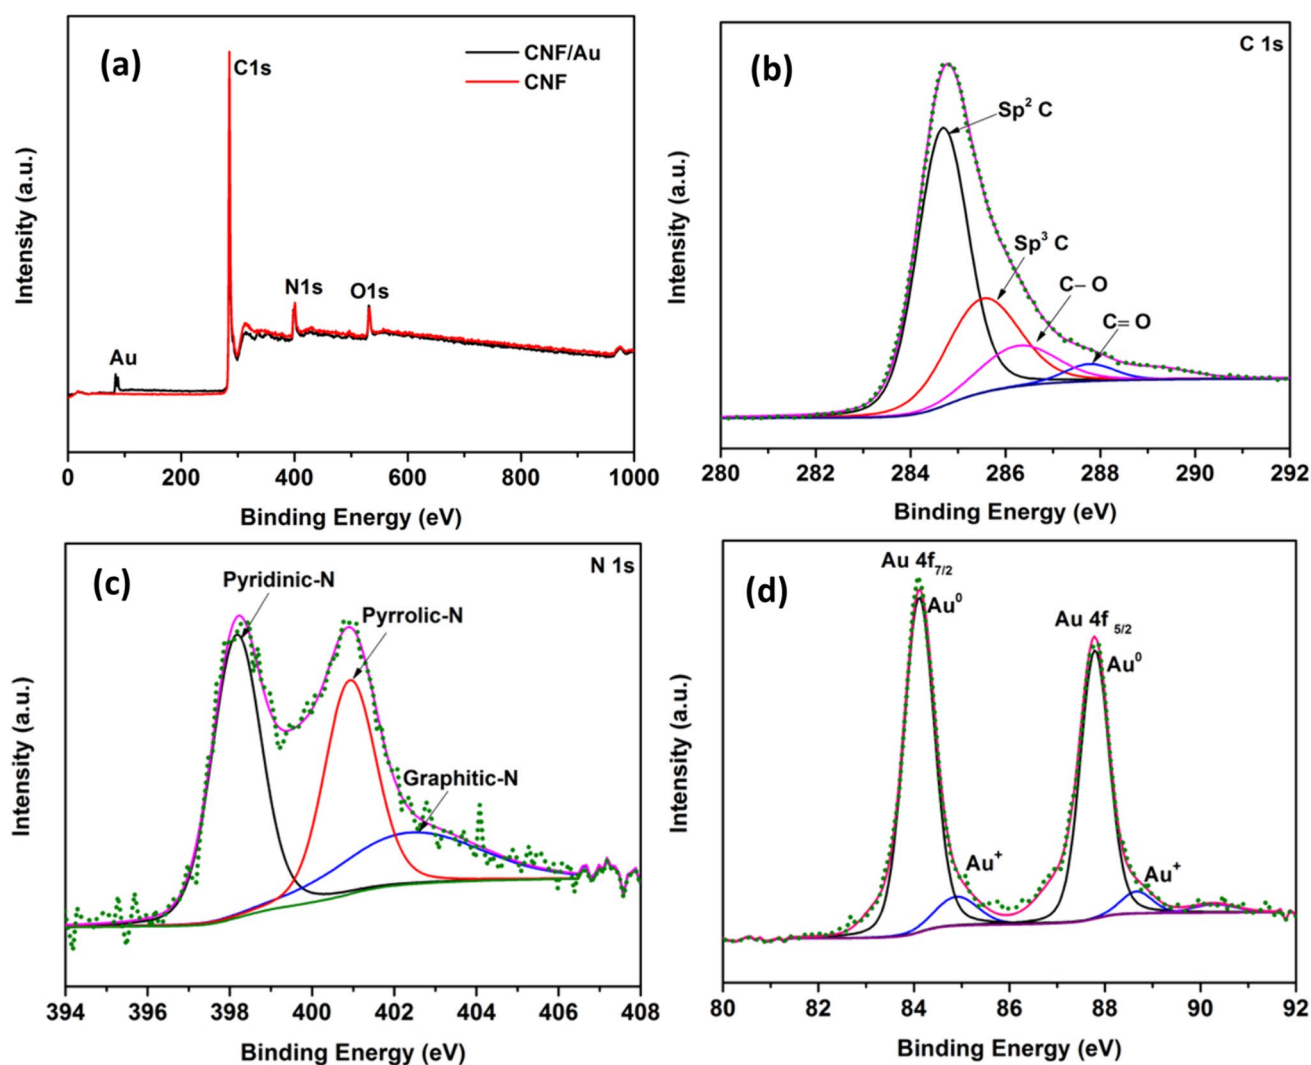 (a)
CNF/Au
CNF
C1s
N1s
O1s
Au
Intensity (a.u.)
0 200 400 600 800 1000
Binding Energy (eV)
(b)
C 1s
Sp² C
Sp³ C
C– O
C= O
Intensity (a.u.)
280 282 284 286 288 290 292
Binding Energy (eV)
(c)
N 1s
Pyridinic-N
Pyrrolic-N
Graphitic-N
Intensity (a.u.)
394 396 398 400 402 404 406 408
Binding Energy (eV)
(d)
Au 4f7/2
Au⁰
Au 4f 5/2
Au⁰
Au⁺
Au⁺
Intensity (a.u.)
80 82 84 86 88 90 92
Binding Energy (eV)